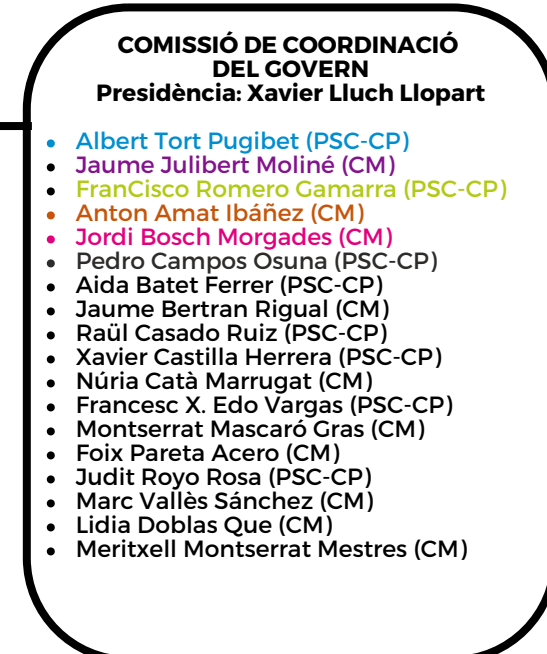 COMISSIÓ DE COORDINACIÓ
DEL GOVERN
Presidència: Xavier Lluch Llopart
• Albert Tort Pugibet (PSC-CP)
• Jaume Julibert Moliné (CM)
• FranCisco Romero Gamarra (PSC-CP)
• Anton Amat Ibáñez (CM)
• Jordi Bosch Morgades (CM)
• Pedro Campos Osuna (PSC-CP)
• Aida Batet Ferrer (PSC-CP)
• Jaume Bertran Rigual (CM)
• Raül Casado Ruiz (PSC-CP)
• Xavier Castilla Herrera (PSC-CP)
• Núria Catà Marrugat (CM)
• Francesc X. Edo Vargas (PSC-CP)
• Montserrat Mascaró Gras (CM)
• Foix Pareta Acero (CM)
• Judit Royo Rosa (PSC-CP)
• Marc Vallès Sánchez (CM)
• Lidia Doblas Que (CM)
• Meritxell Montserrat Mestres (CM)